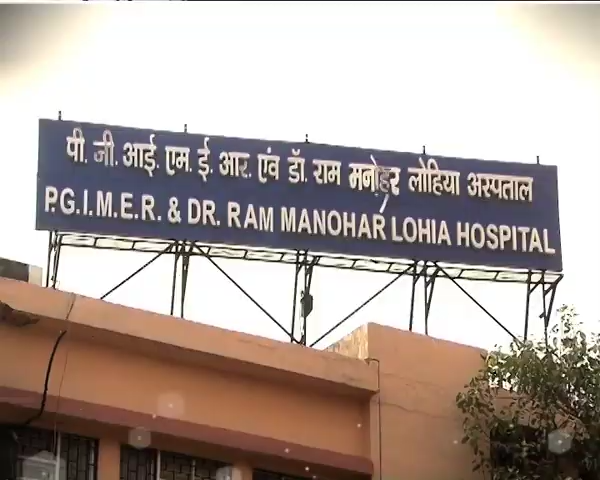 पी. जी. आई. एम. ई. आर. एवं डॉ. राम मनोहर लोहिया अस्पताल
P.G.I.M.E.R. & DR. RAM MANOHAR LOHIA HOSPITAL